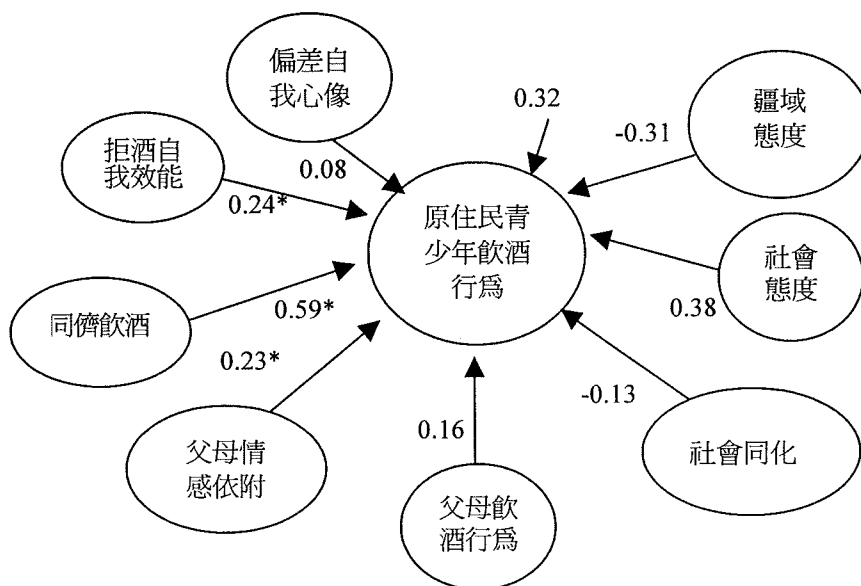 偏差自
我心像
0.32
疆域
態度
-0.31
拒酒自
我效能
0.08
0.24*
原住民青
少年飲酒
行爲
社會
態度
0.38
同儕飲酒
0.59*
0.23*
-0.13
父母情
感依附
0.16
社會同化
父母飲
酒行爲